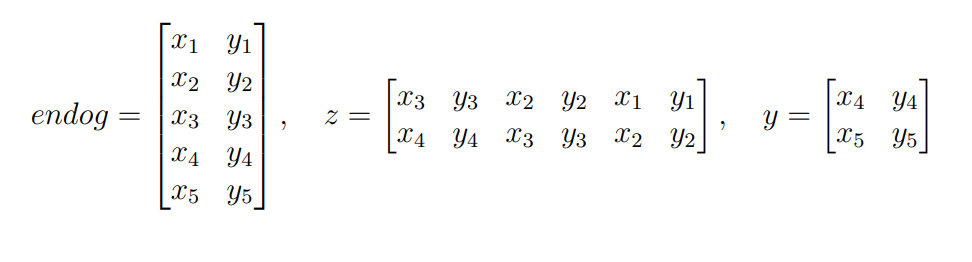 endog = [x₁ y₁; x₂ y₂; x₃ y₃; x₄ y₄; x₅ y₅], z = [x₃ y₃ x₂ y₂ x₁ y₁; x₄ y₄ x₃ y₃ x₂ y₂], y = [x₄ y₄; x₅ y₅]